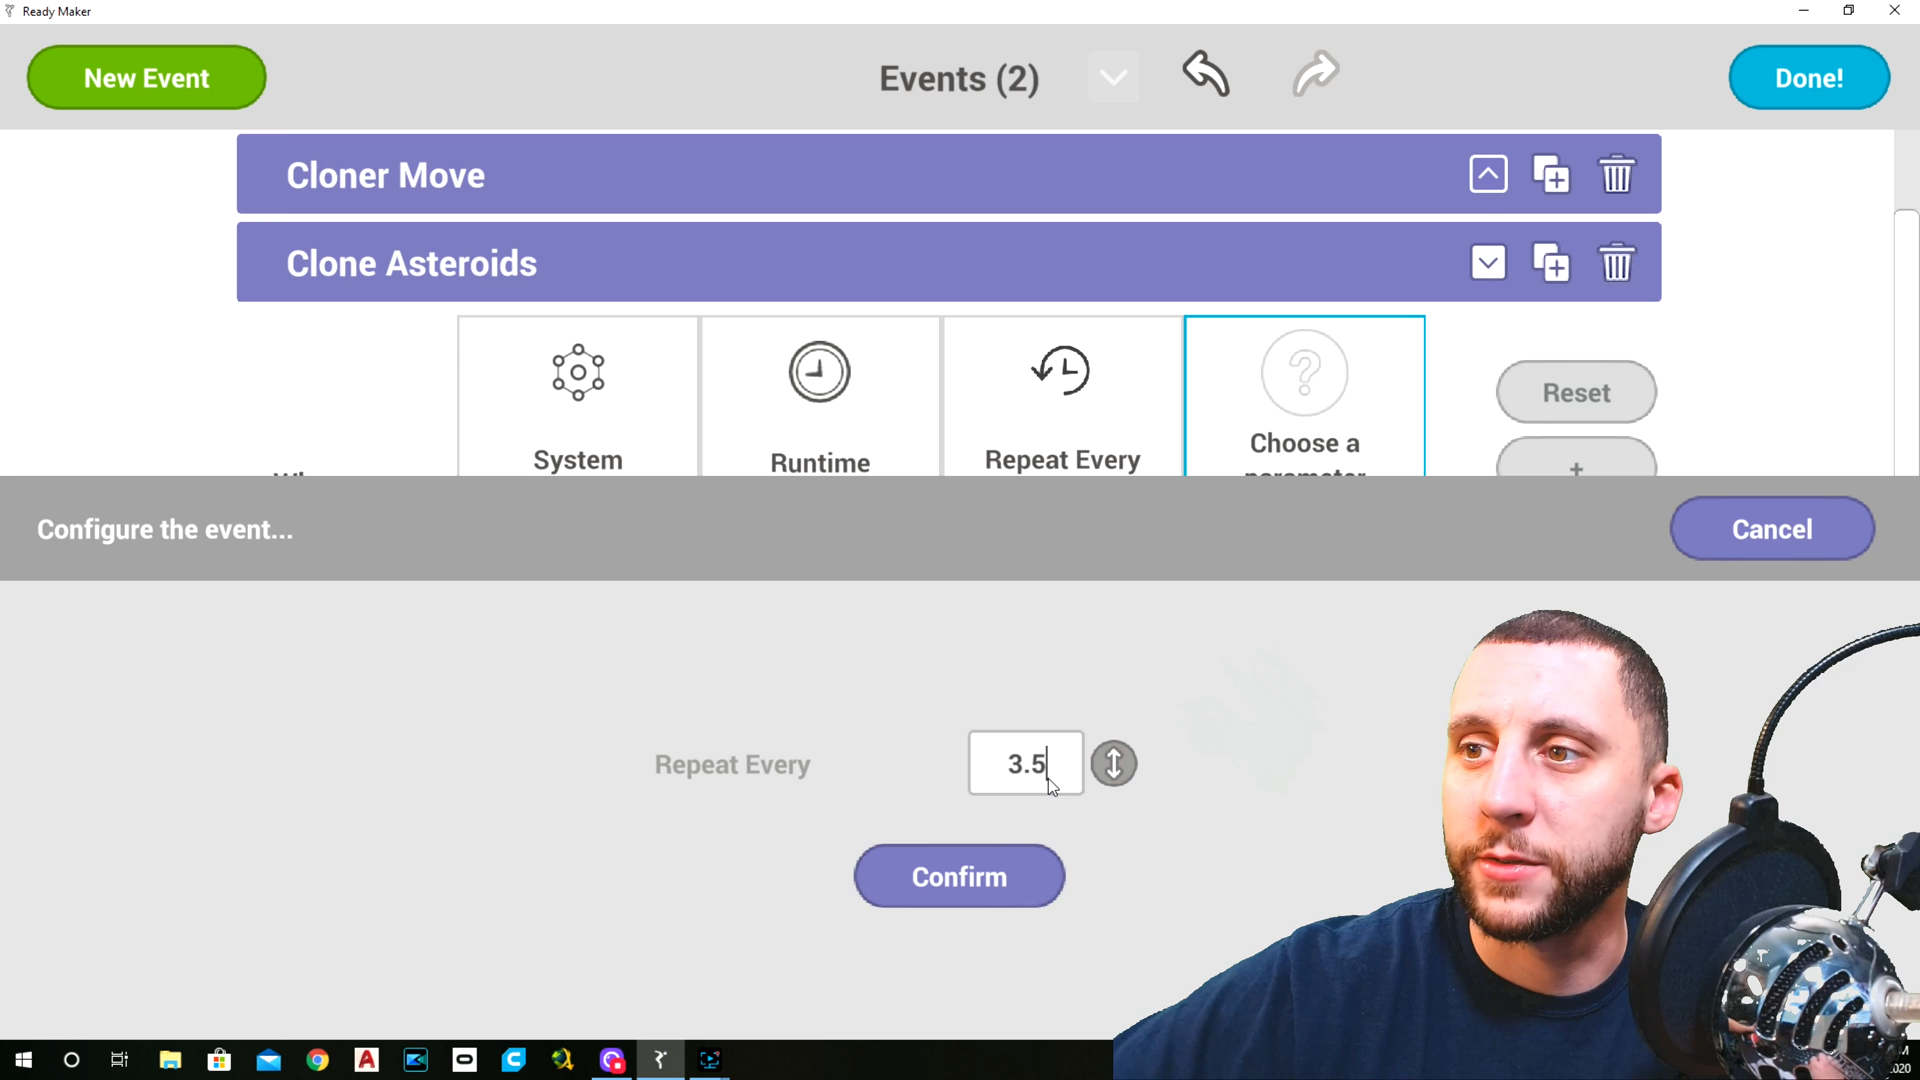 Ready Maker
New Event
Events (2)
Done!
Cloner Move
Clone Asteroids
System
Runtime
Repeat Every
Choose a
Reset
+
Configure the event...
Cancel
Repeat Every
3.5
Confirm